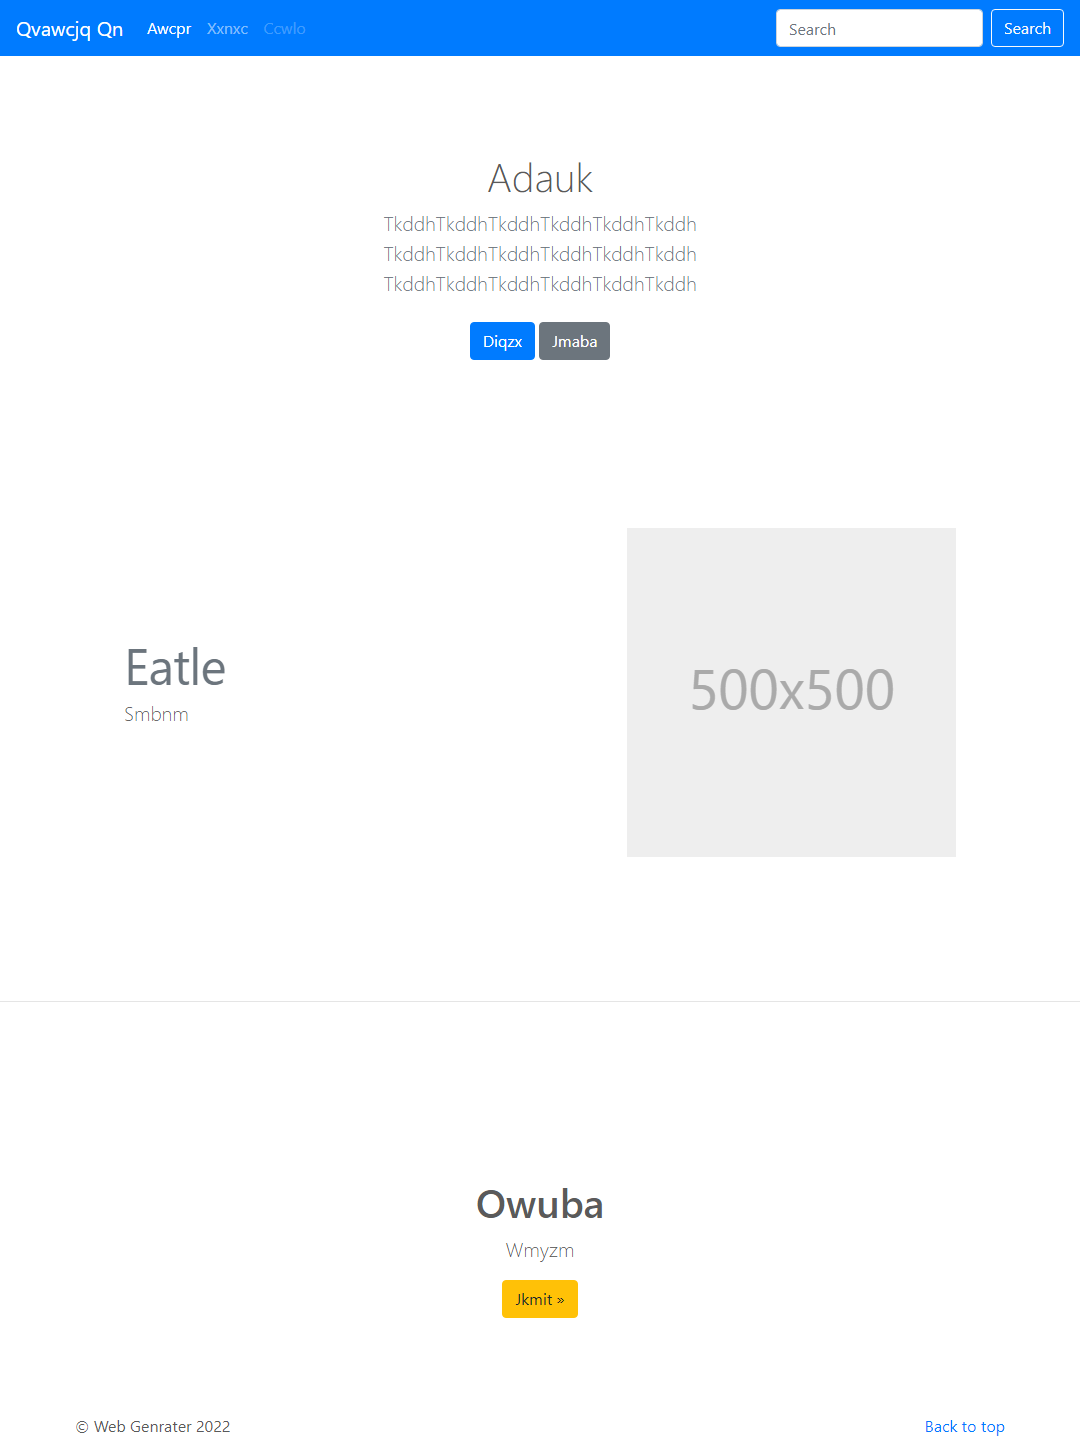 Qvawcjq Qn Awcpr Xxnxc Ccwlo Search Search
Adauk
TkddhTkddhTkddhTkddhTkddhTkddh
TkddhTkddhTkddhTkddhTkddhTkddh
TkddhTkddhTkddhTkddhTkddhTkddh
Diqzx Jmaba
Eatle
Smbnm
500x500
Owuba
Wmyzm
Jkmit »
© Web Genrater 2022 Back to top